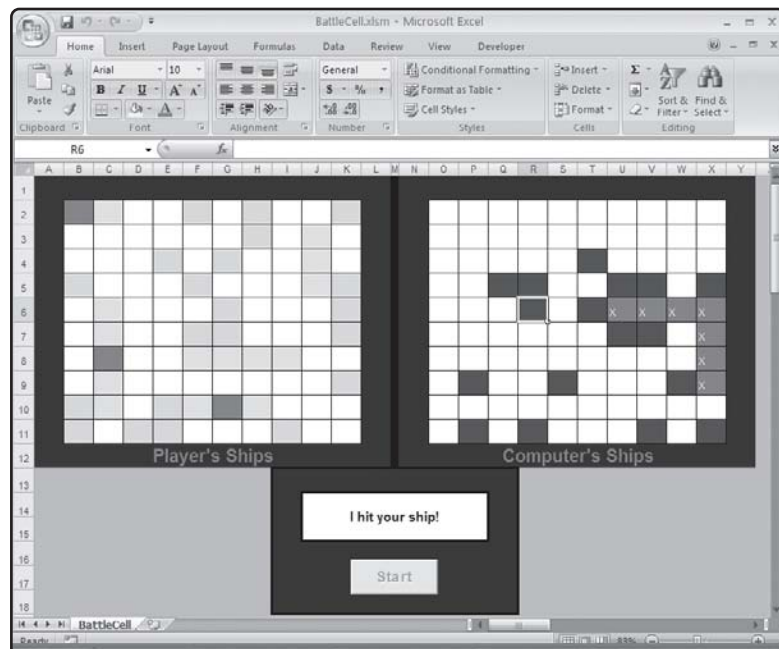 BattleCell.xlsm - Microsoft Excel
Home Insert Page Layout Formulas Data Review View Developer
Paste
Arial 10
B I U A A
A
General
$ % ,
Conditional Formatting
Format as Table
Cell Styles
Insert
Delete
Format
Σ
Sort & Filter
Find & Select
Clipboard Font Alignment Number Styles Cells Editing
R6 fx
A B C D E F G H I J K L M N O P Q R S T U V W X Y
1
2
3
4
5
6 X X X X
7 X
8 X
9 X
10
11
12 Player's Ships Computer's Ships
13
14
I hit your ship!
15
16
Start
17
18
BattleCell
Ready 83%